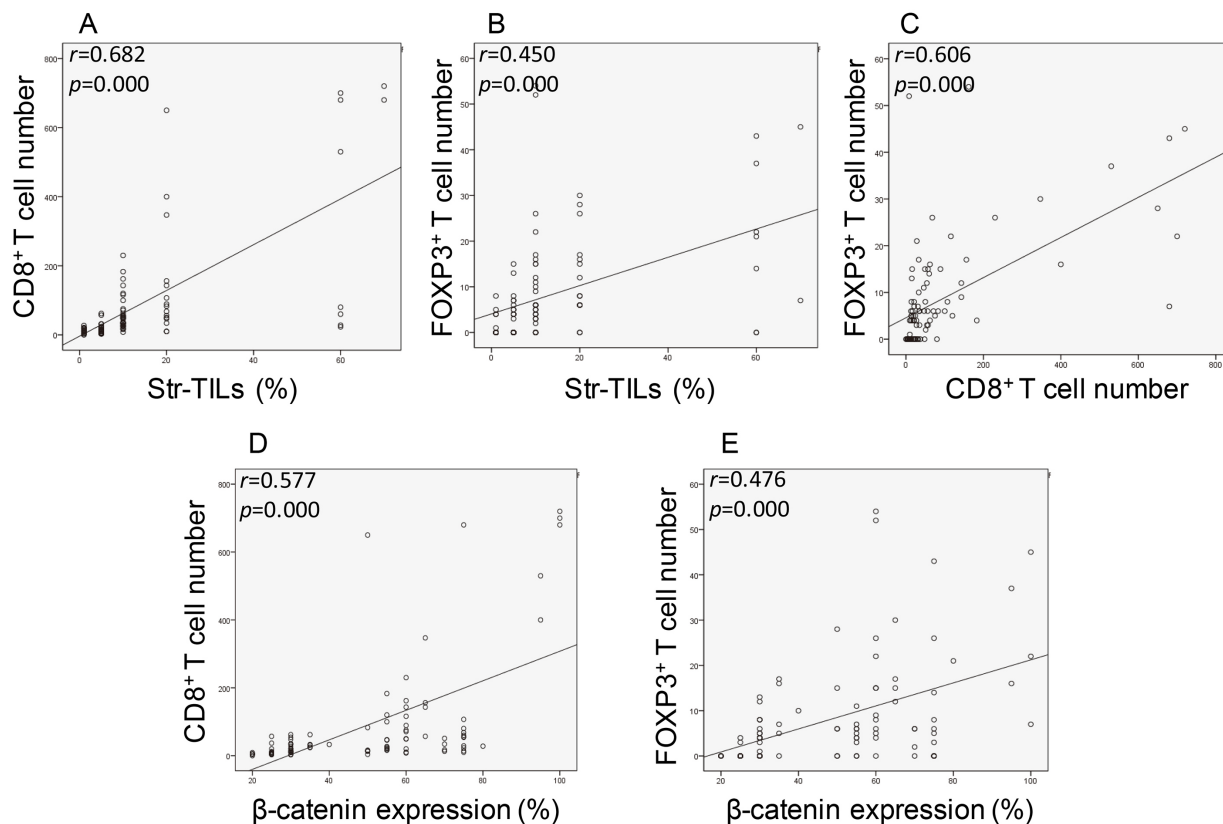 A
r=0.682
p=0.000
CD8+ T cell number
800
600
400
200
0
0 20 40 60
Str-TILs (%)
B
r=0.450
p=0.000
FOXP3+ T cell number
60
50
40
30
20
10
0
0 20 40 60
Str-TILs (%)
C
r=0.606
p=0.000
FOXP3+ T cell number
60
50
40
30
20
10
0
0 200 400 600 800
CD8+ T cell number
D
r=0.577
p=0.000
CD8+ T cell number
800
600
400
200
0
20 40 60 80 100
β-catenin expression (%)
E
r=0.476
p=0.000
FOXP3+ T cell number
60
50
40
30
20
10
0
20 40 60 80 100
β-catenin expression (%)